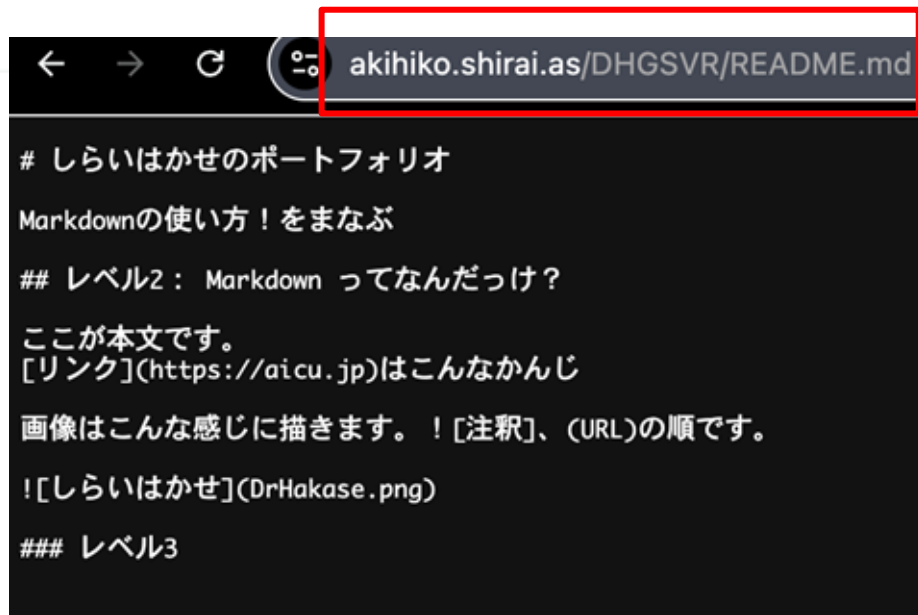 akihiko.shirai.as/DHGSVR/README.md
# しらいはかせのポートフォリオ
Markdownの使い方！をまなぶ
## レベル2： Markdown ってなんだっけ？
ここが本文です。
[リンク](https://aicu.jp)はこんなかんじ
画像はこんな感じに描きます。！[注釈]、(URL)の順です。
![しらいはかせ](DrHakase.png)
### レベル3